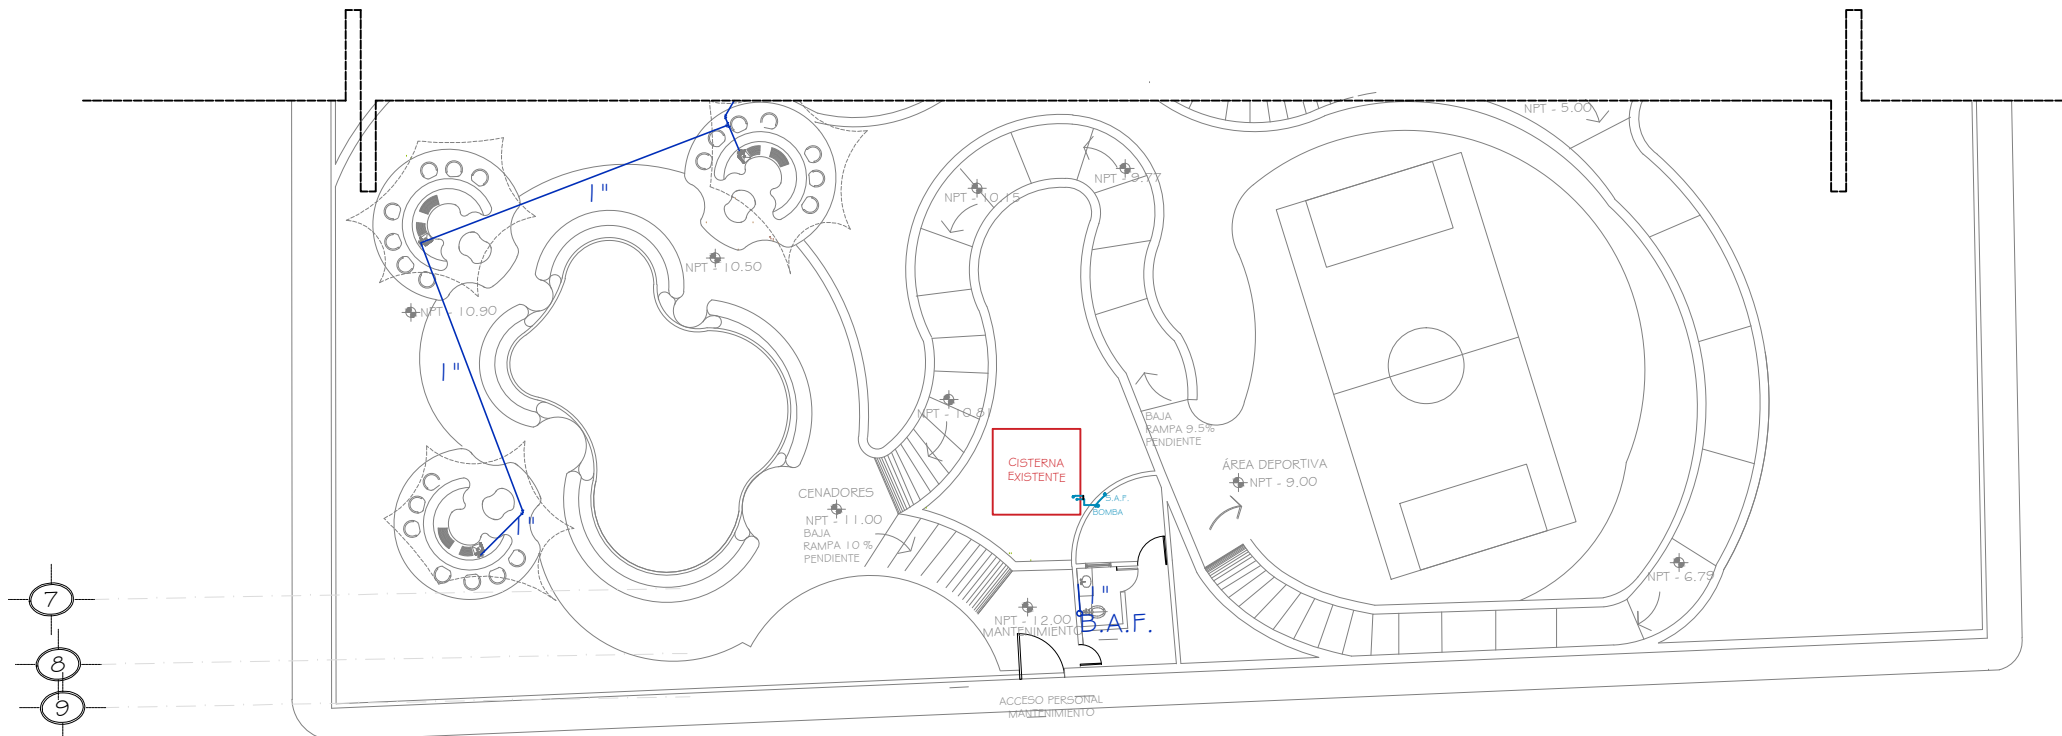 NPT - 5.00
NPT - 9.77
NPT - 10.15
1"
NPT - 10.50
NPT - 10.90
1"
NPT - 10.81
BAJA
RAMPA 9.5%
PENDIENTE
CISTERNA
EXISTENTE
ÁREA DEPORTIVA
NPT - 9.00
CENADORES
NPT - 11.00
BAJA
RAMPA 10 %
PENDIENTE
S.A.F.
BOMBA
1"
NPT - 6.79
1"
7
NPT - 12.00
MANTENIMIENTO
B.A.F.
8
9
ACCESO PERSONAL
MANTENIMIENTO